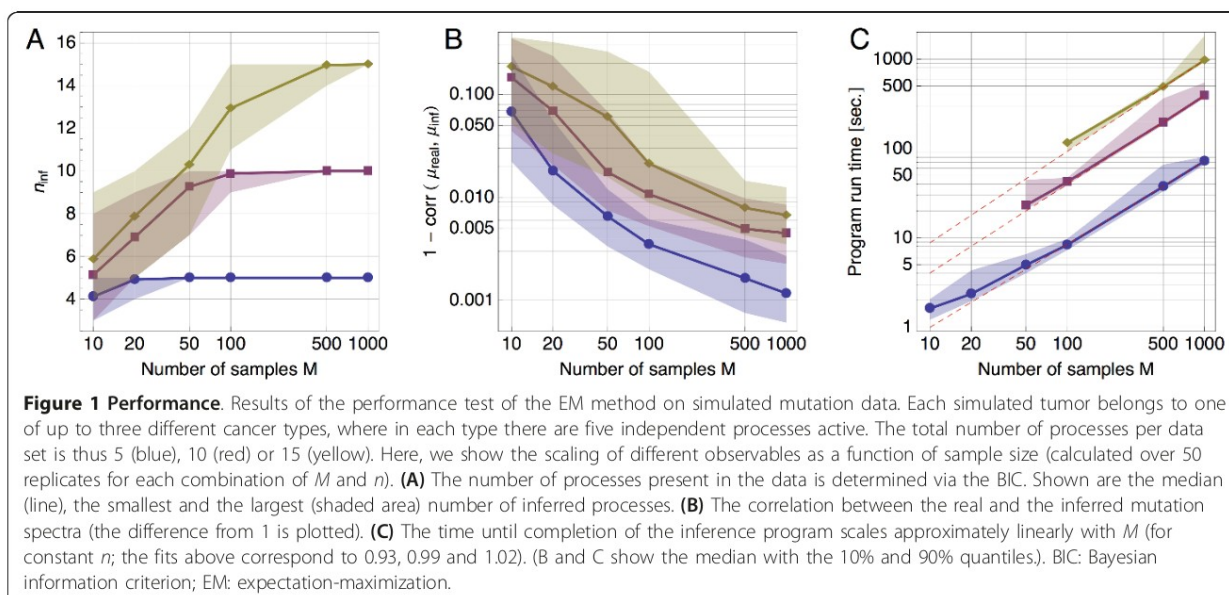 A
B
C
16
14
12
10
8
6
4
n_inf
10 20 50 100 500 1000
Number of samples M
0.100
0.050
0.010
0.005
0.001
1 − corr ( μ_real, μ_inf)
10 20 50 100 500 1000
Number of samples M
1000
500
100
50
10
5
1
Program run time [sec.]
10 20 50 100 500 1000
Number of samples M
Figure 1 Performance. Results of the performance test of the EM method on simulated mutation data. Each simulated tumor belongs to one
of up to three different cancer types, where in each type there are five independent processes active. The total number of processes per data
set is thus 5 (blue), 10 (red) or 15 (yellow). Here, we show the scaling of different observables as a function of sample size (calculated over 50
replicates for each combination of M and n). (A) The number of processes present in the data is determined via the BIC. Shown are the median
(line), the smallest and the largest (shaded area) number of inferred processes. (B) The correlation between the real and the inferred mutation
spectra (the difference from 1 is plotted). (C) The time until completion of the inference program scales approximately linearly with M (for
constant n; the fits above correspond to 0.93, 0.99 and 1.02). (B and C show the median with the 10% and 90% quantiles.). BIC: Bayesian
information criterion; EM: expectation-maximization.